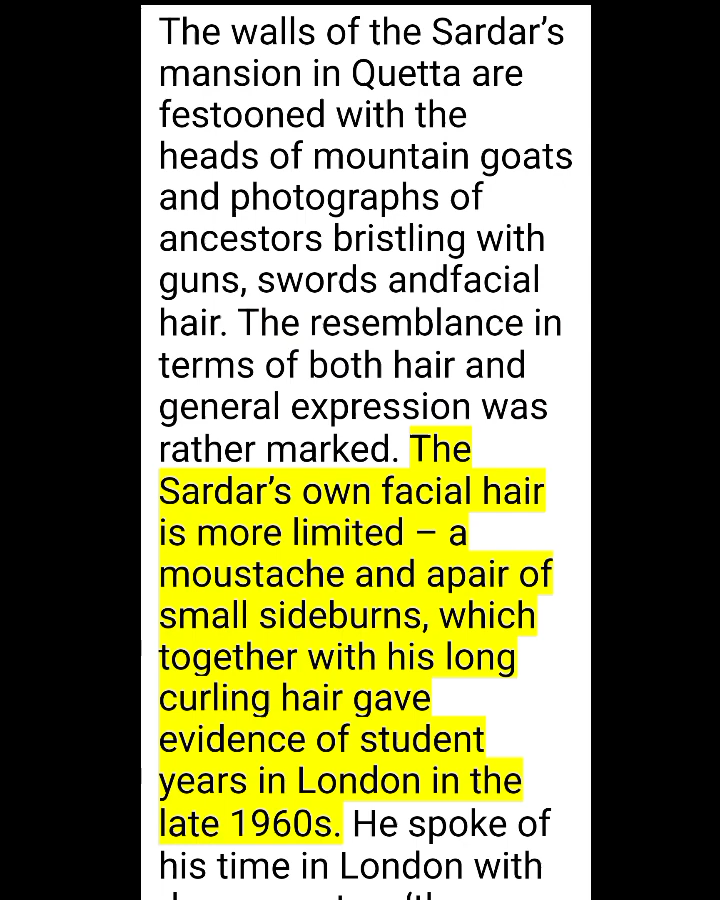 The walls of the Sardar’s
mansion in Quetta are
festooned with the
heads of mountain goats
and photographs of
ancestors bristling with
guns, swords andfacial
hair. The resemblance in
terms of both hair and
general expression was
rather marked. The
Sardar’s own facial hair
is more limited – a
moustache and apair of
small sideburns, which
together with his long
curling hair gave
evidence of student
years in London in the
late 1960s. He spoke of
his time in London with